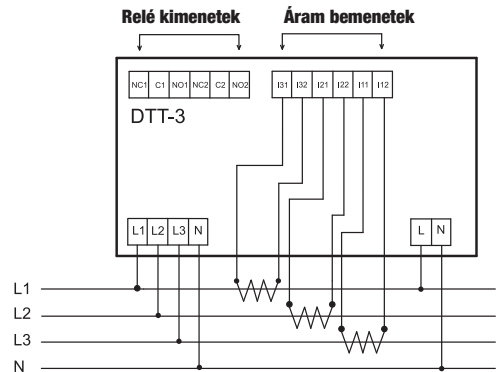 Relé kimenetek Áram bemenetek
NC1 C1 NO1 NC2 C2 NO2 I31 I32 I21 I22 I11 I12
DTT-3
L1 L2 L3 N L N
L1
L2
L3
N